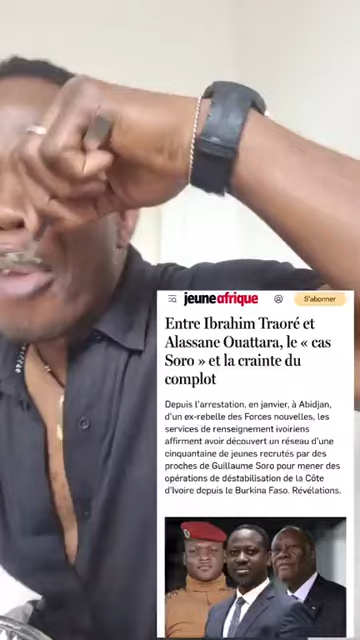 jeuneafrique
S'abonner
Entre Ibrahim Traoré et
Alassane Ouattara, le « cas
Soro » et la crainte du
complot
Depuis l'arrestation, en janvier, à Abidjan,
d'un ex-rebelle des Forces nouvelles, les
services de renseignement ivoiriens
affirment avoir découvert un réseau d'une
cinquantaine de jeunes recrutés par des
proches de Guillaume Soro pour mener des
opérations de déstabilisation de la Côte
d'Ivoire depuis le Burkina Faso. Révélations.